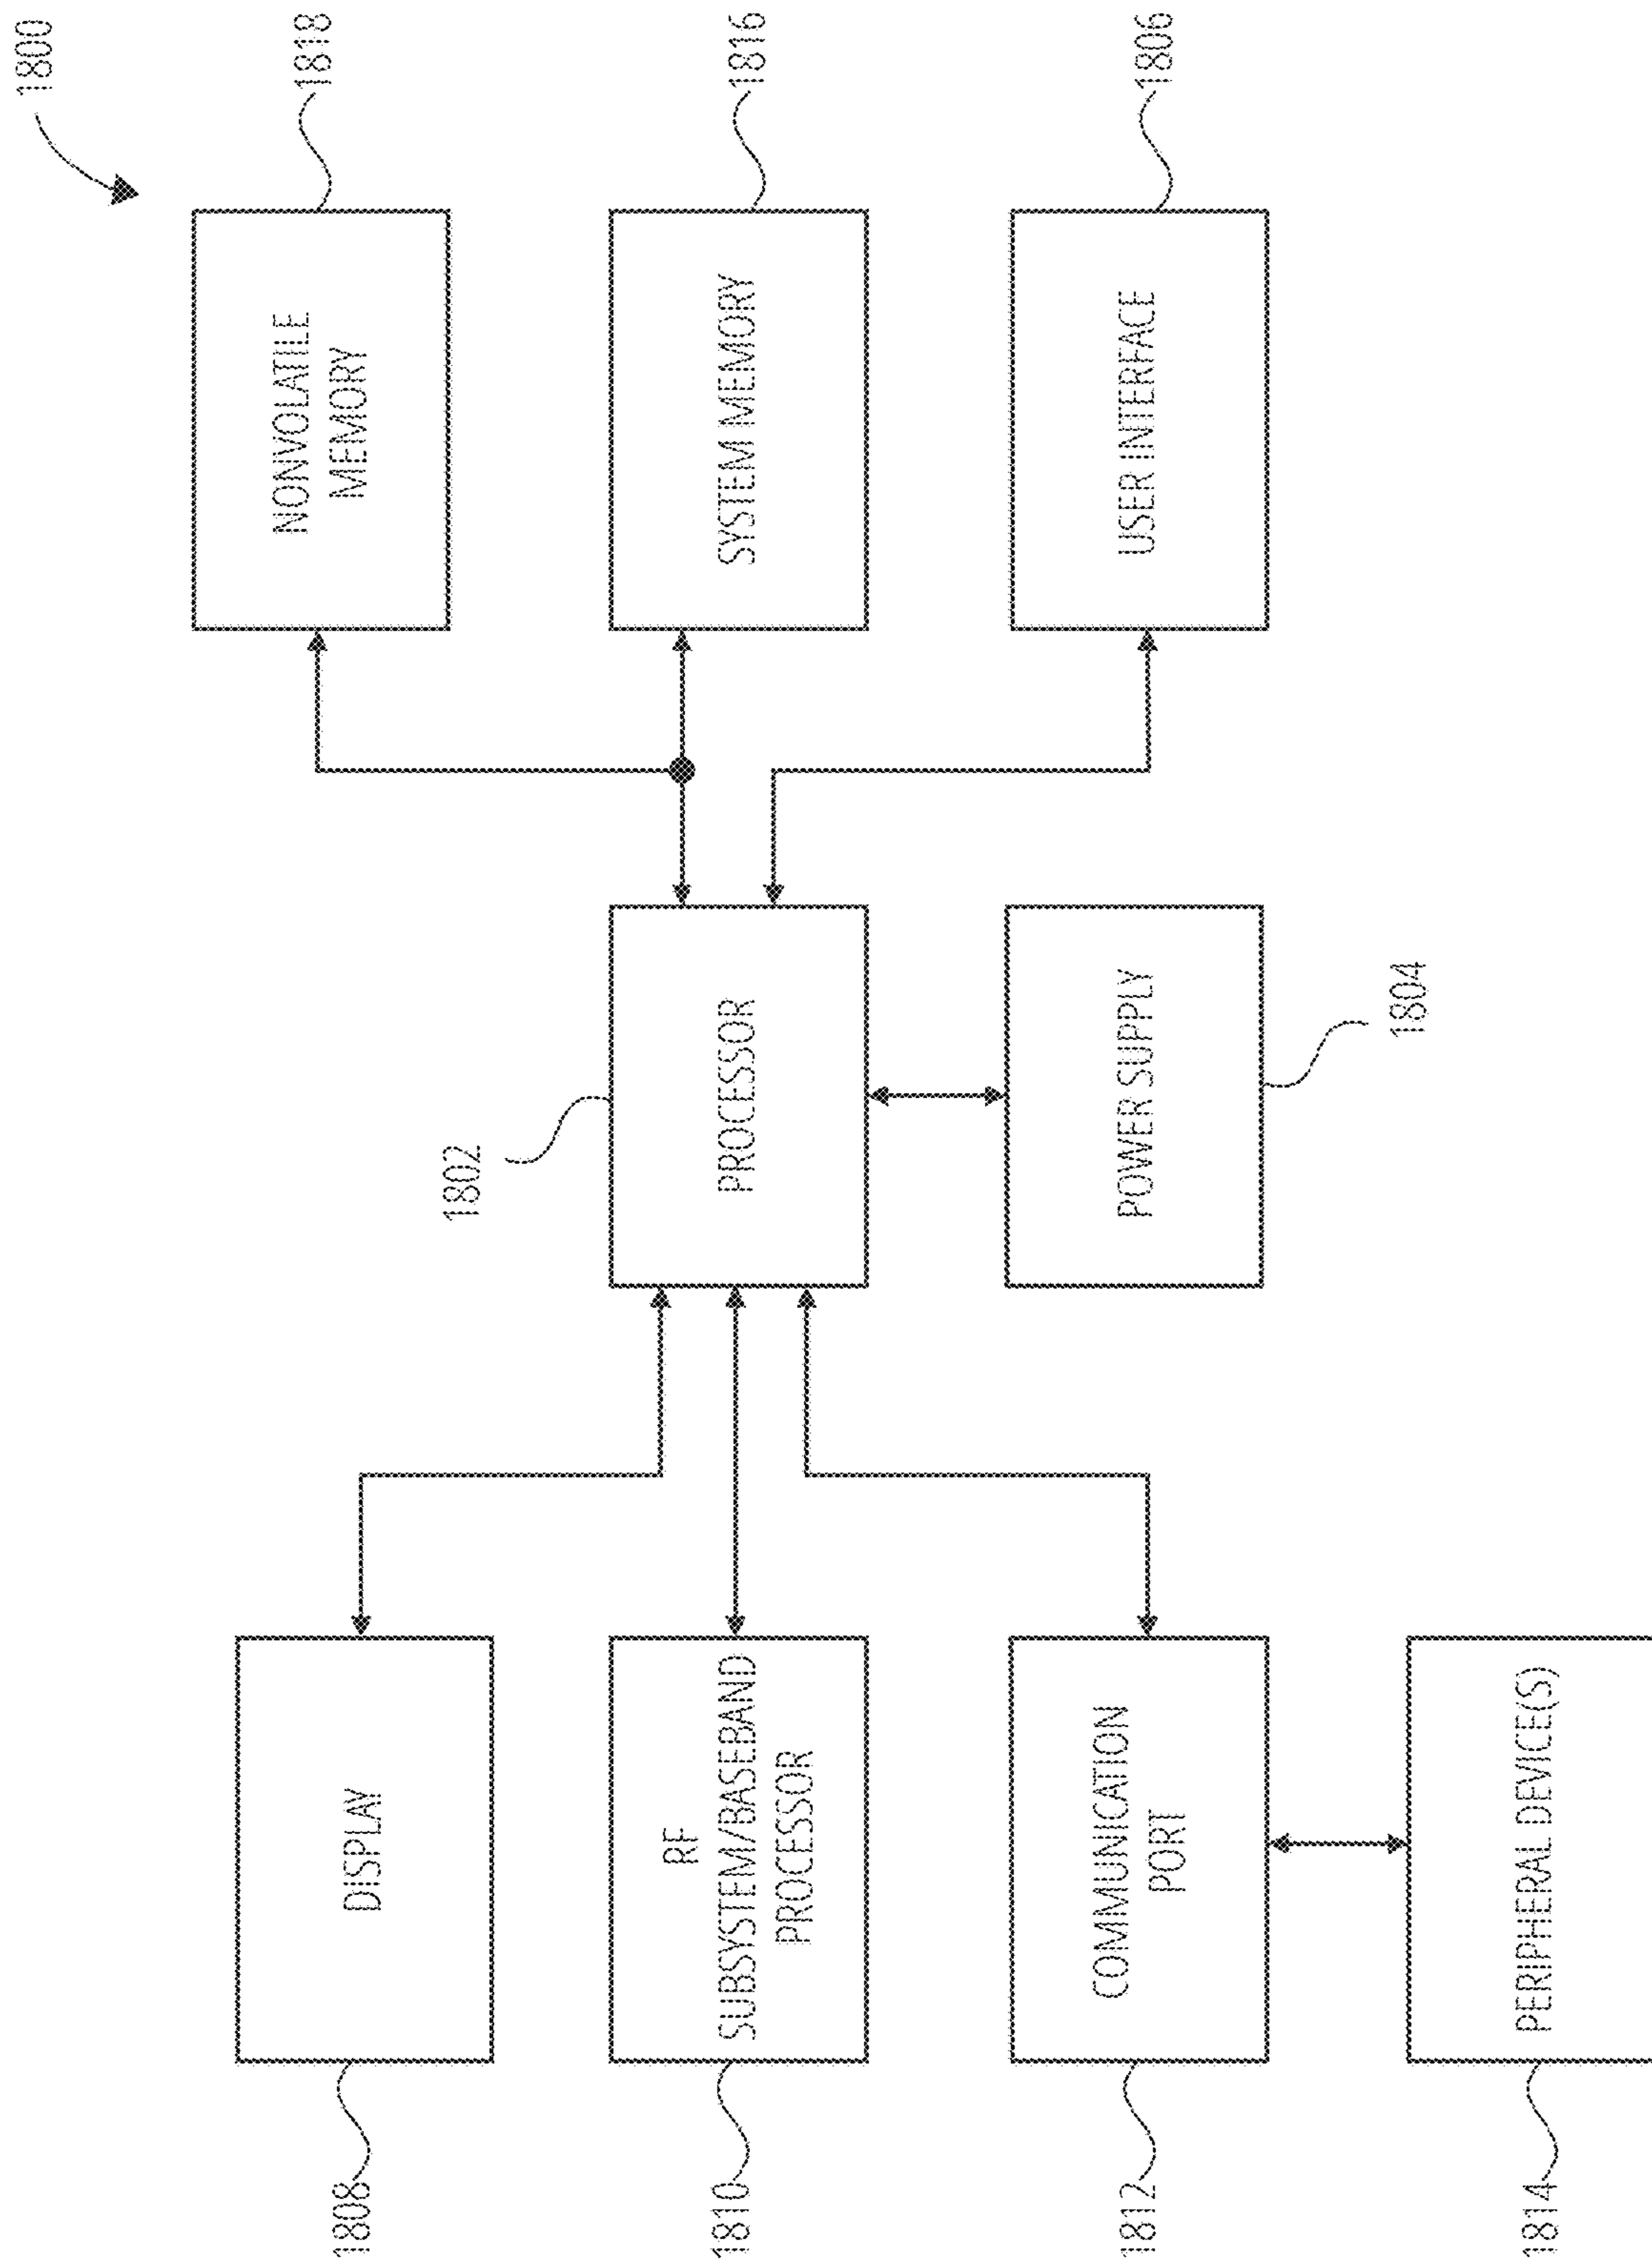 1800
DISPLAY
1808
NONVOLATILE
MEMORY
1818
1802
RF
SUBSYSTEM/BASEBAND
PROCESSOR
1810
PROCESSOR
SYSTEM MEMORY
1816
COMMUNICATION
PORT
1812
POWER SUPPLY
1804
USER INTERFACE
1806
PERIPHERAL DEVICE(S)
1814